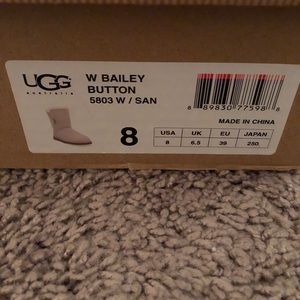 UGG
australia
W BAILEY
BUTTON
5803 W / SAN
8 89830 77598 8
MADE IN CHINA
8
USA UK EU JAPAN
8 6.5 39 250